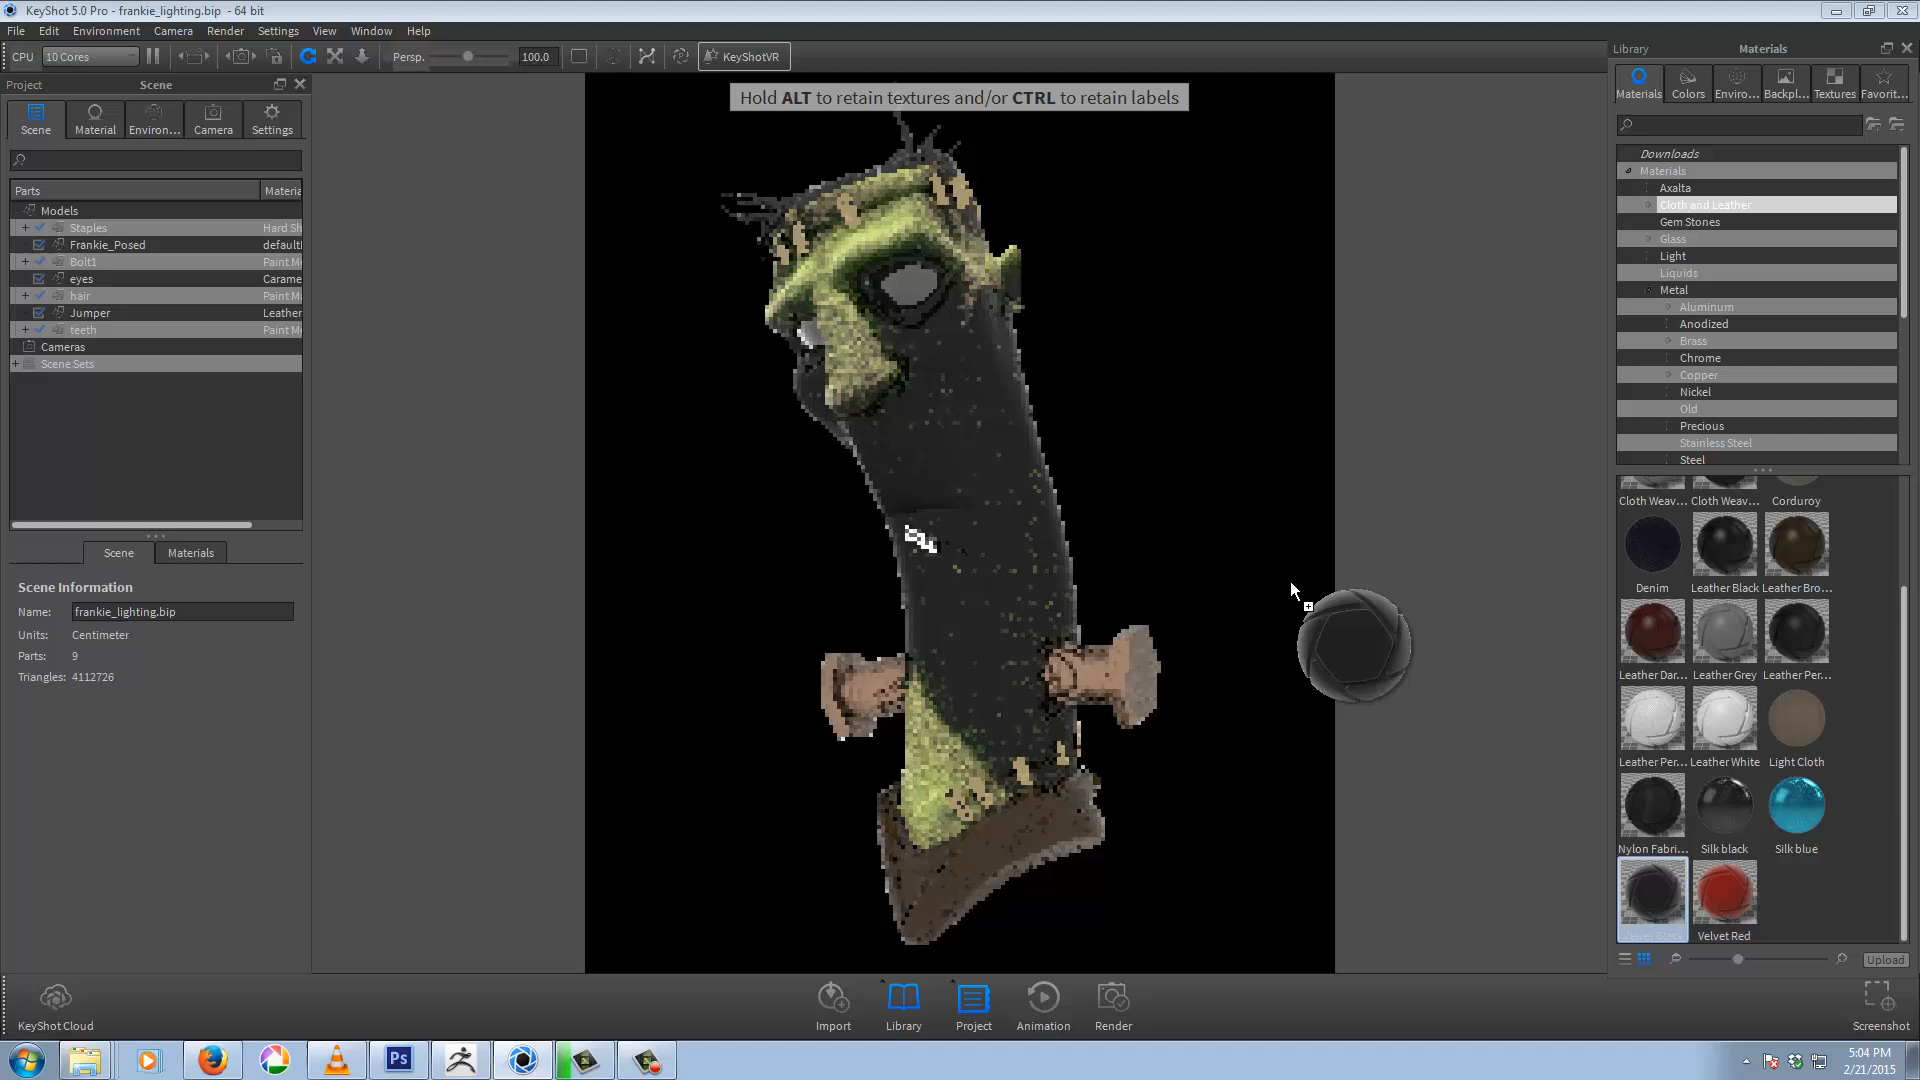 KeyShot 5.0 Pro - frankie_lighting.bip - 64 bit
File Edit Environment Camera Render Settings View Window Help
CPU 10 Cores Persp. 100.0 KeyShotVR
Project Scene
Scene Material Environ... Camera Settings
Parts Materia
Models
Staples Hard Sh
Frankie_Posed default
Bolt1 Paint M
eyes Carame
hair Paint M
Jumper Leather
teeth Paint M
Cameras
Scene Sets
Scene Materials
Scene Information
Name: frankie_lighting.bip
Units: Centimeter
Parts: 9
Triangles: 4112726
Hold ALT to retain textures and/or CTRL to retain labels
Library Materials
Materials Colors Enviro... Backpl... Textures Favorit...
Downloads
Materials
Axalta
Cloth and Leather
Gem Stones
Glass
Light
Liquids
Metal
Aluminum
Anodized
Brass
Chrome
Copper
Nickel
Old
Precious
Stainless Steel
Steel
Cloth Weav... Cloth Weav... Corduroy
Denim Leather Black Leather Bro...
Leather Dar... Leather Grey Leather Per...
Leather Per... Leather White Light Cloth
Nylon Fabri... Silk black Silk blue
Velvet Red
Upload
KeyShot Cloud Import Library Project Animation Render Screenshot
Ps
5:04 PM
2/21/2015